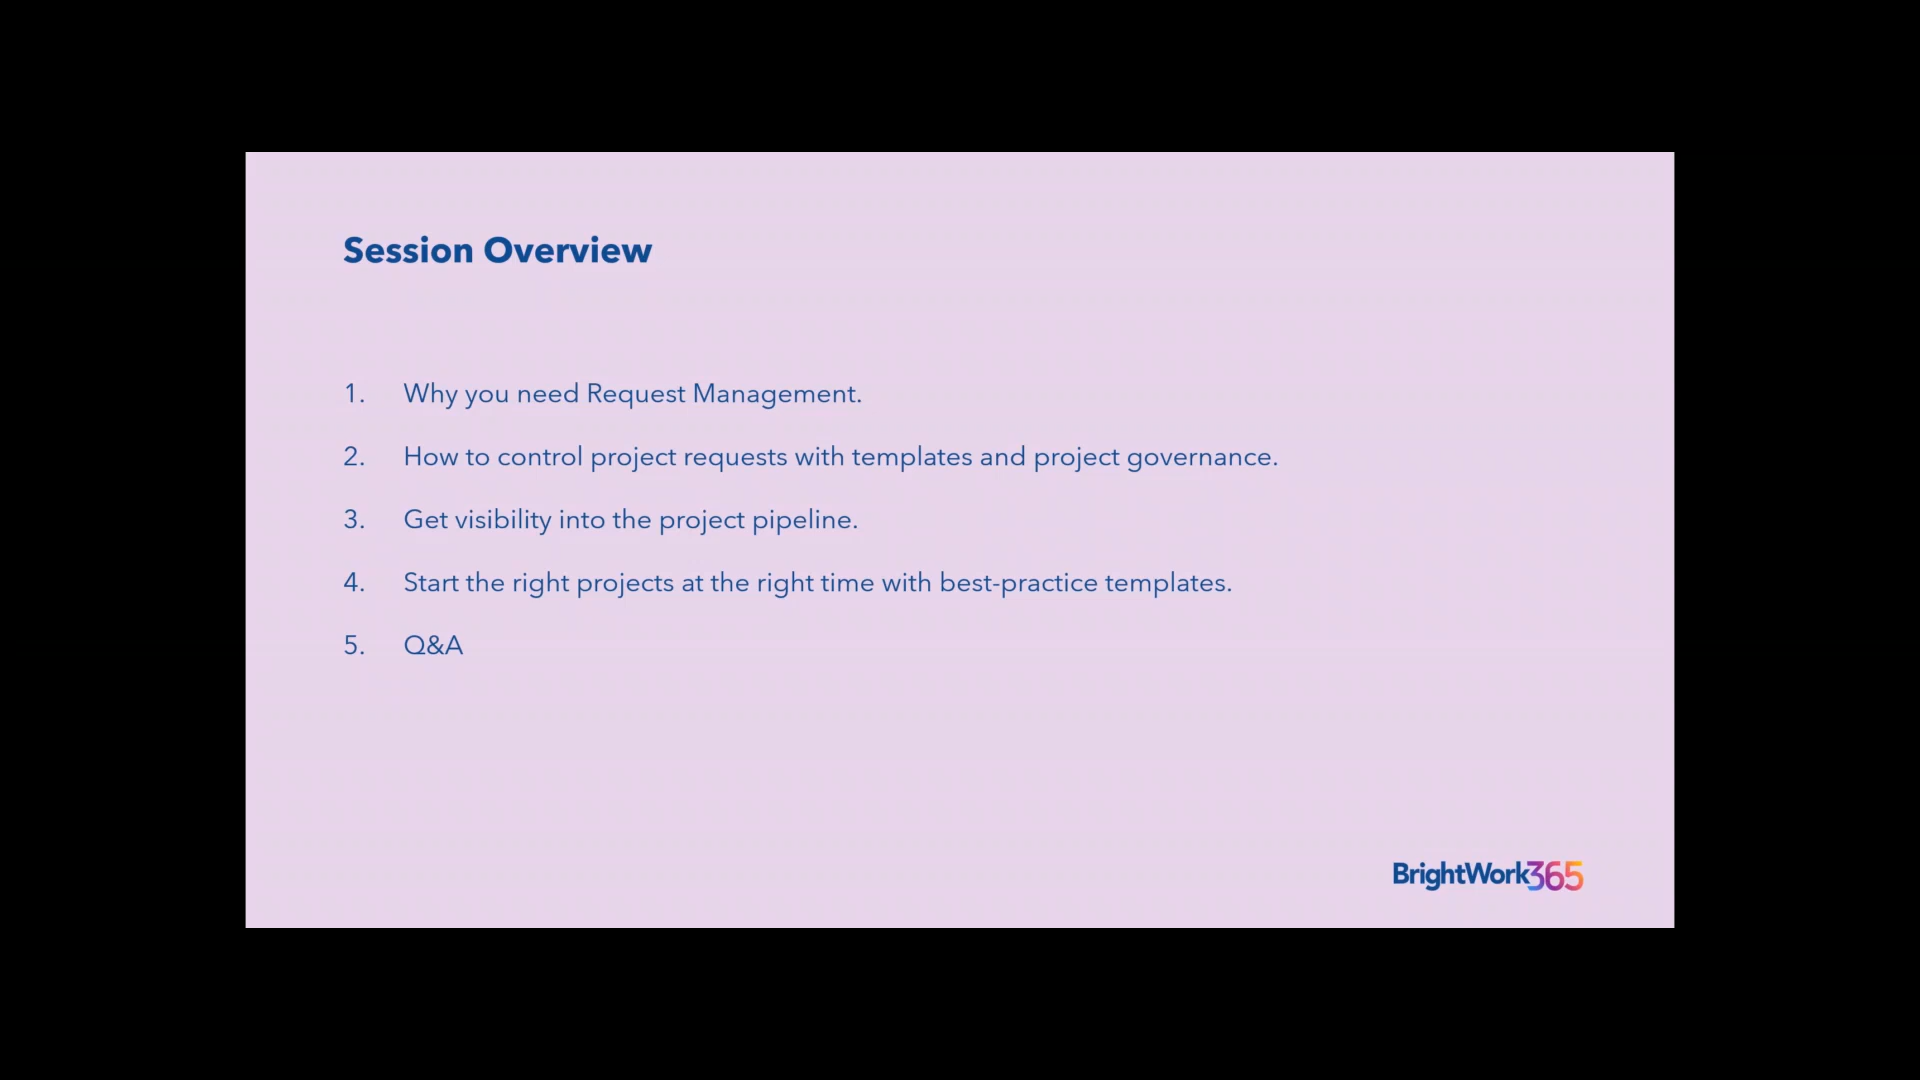 Session Overview
1. Why you need Request Management.
2. How to control project requests with templates and project governance.
3. Get visibility into the project pipeline.
4. Start the right projects at the right time with best-practice templates.
5. Q&A
BrightWork365